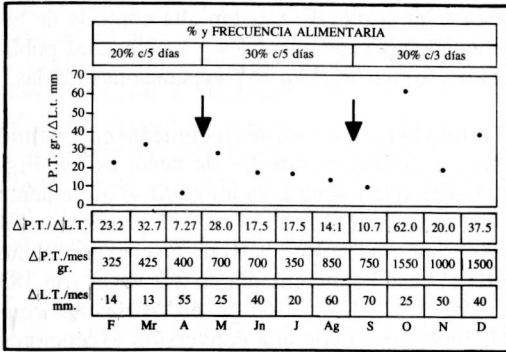 % y FRECUENCIA ALIMENTARIA
20% c/5 días 30% c/5 días 30% c/3 días
Δ P.T. gr./ΔL.t. mm
70
60
50
40
30
20
10
0
ΔP.T./ΔL.T. 23.2 32.7 7.27 28.0 17.5 17.5 14.1 10.7 62.0 20.0 37.5
ΔP.T./mes gr. 325 425 400 700 700 350 850 750 1550 1000 1500
ΔL.T./mes mm. 14 13 55 25 40 20 60 70 25 50 40
F Mr A M Jn J Ag S O N D